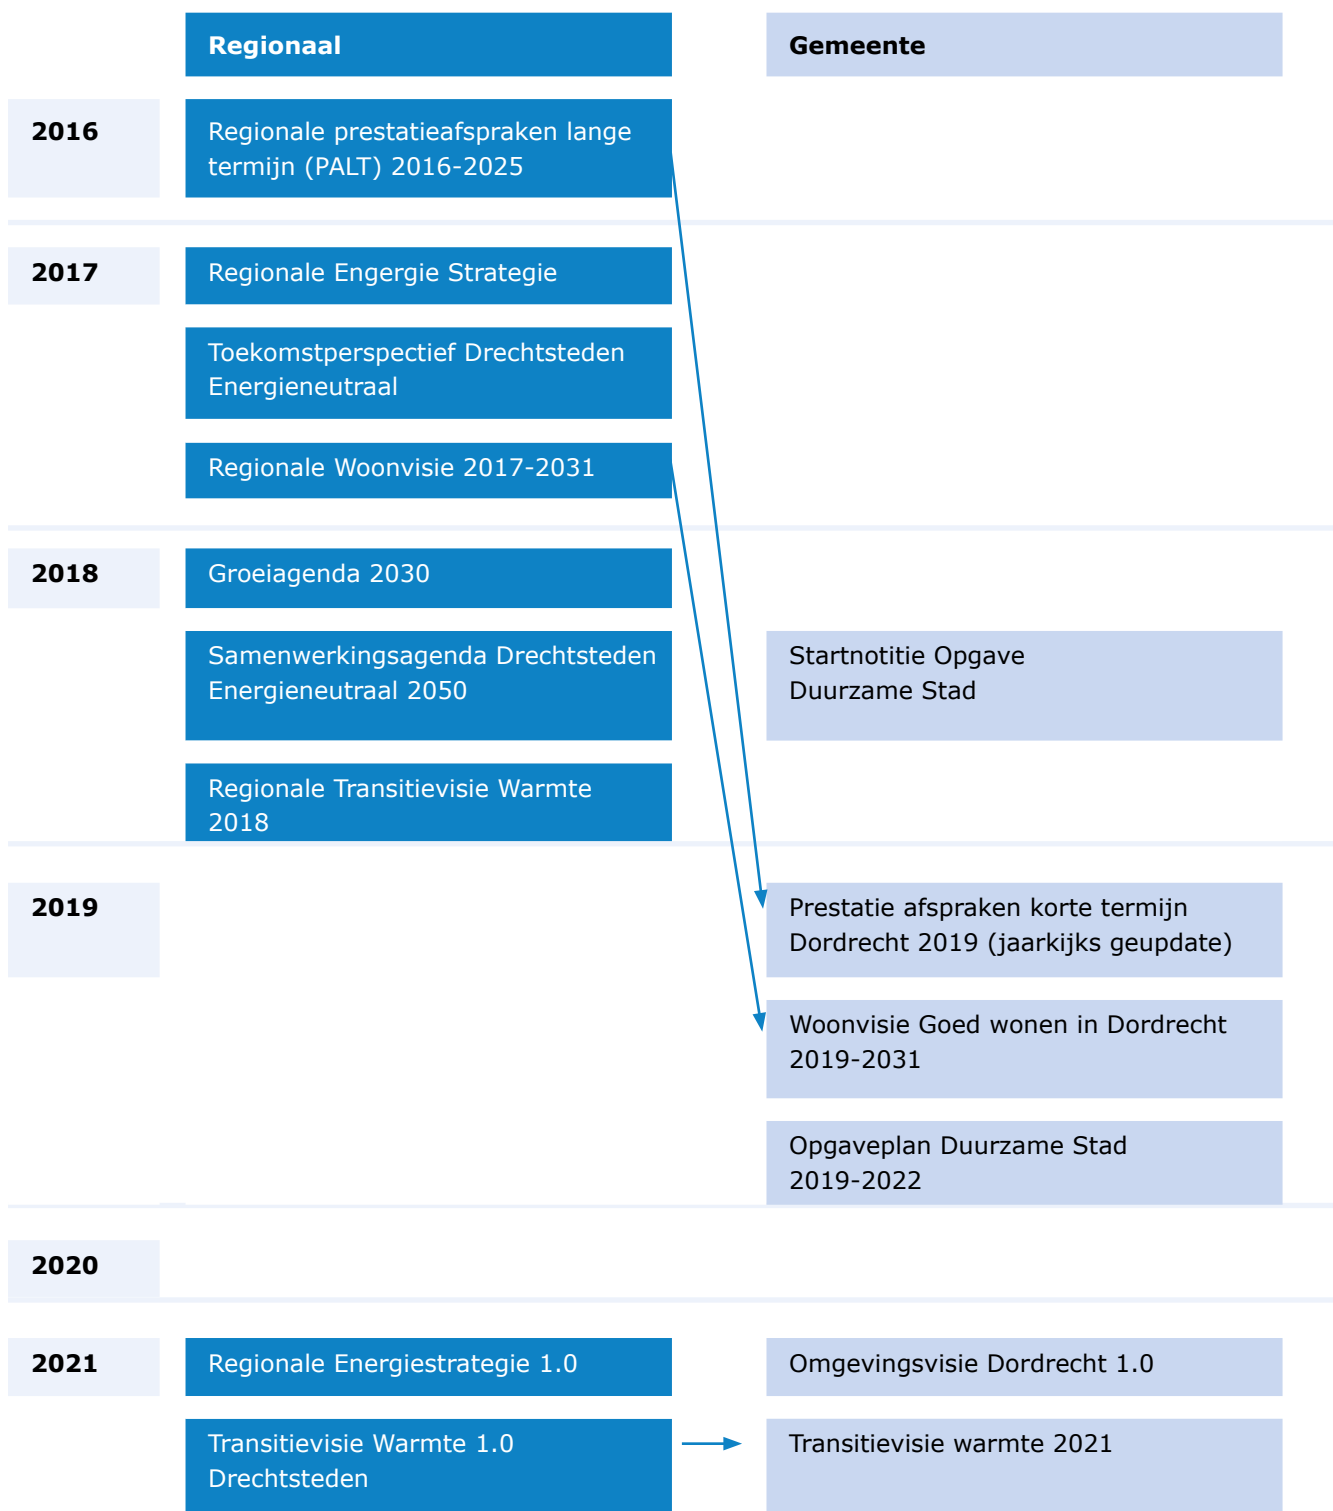 Regionaal
Gemeente
2016
Regionale prestatieafspraken lange
termijn (PALT) 2016-2025
2017
Regionale Engergie Strategie
Toekomstperspectief Drechtsteden
Energieneutraal
Regionale Woonvisie 2017-2031
2018
Groeiagenda 2030
Samenwerkingsagenda Drechtsteden
Energieneutraal 2050
Startnotitie Opgave
Duurzame Stad
Regionale Transitievisie Warmte
2018
2019
Prestatie afspraken korte termijn
Dordrecht 2019 (jaarkijks geupdate)
Woonvisie Goed wonen in Dordrecht
2019-2031
Opgaveplan Duurzame Stad
2019-2022
2020
2021
Regionale Energiestrategie 1.0
Omgevingsvisie Dordrecht 1.0
Transitievisie Warmte 1.0
Drechtsteden
Transitievisie warmte 2021